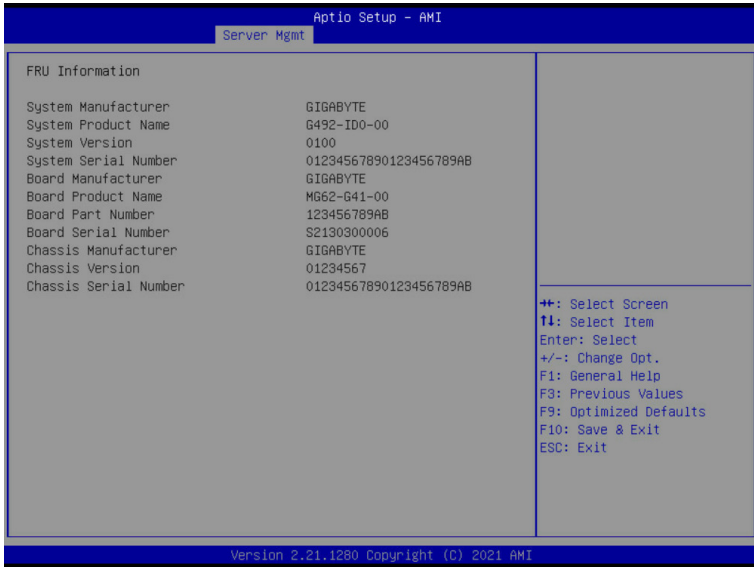 Aptio Setup - AMI
Server Mgmt
FRU Information
System Manufacturer GIGABYTE
System Product Name G492-ID0-00
System Version 0100
System Serial Number 01234567890123456789AB
Board Manufacturer GIGABYTE
Board Product Name MG62-G41-00
Board Part Number 123456789AB
Board Serial Number S2130300006
Chassis Manufacturer GIGABYTE
Chassis Version 01234567
Chassis Serial Number 01234567890123456789AB
→←: Select Screen
↑↓: Select Item
Enter: Select
+/-: Change Opt.
F1: General Help
F3: Previous Values
F9: Optimized Defaults
F10: Save & Exit
ESC: Exit
Version 2.21.1280 Copyright (C) 2021 AMI